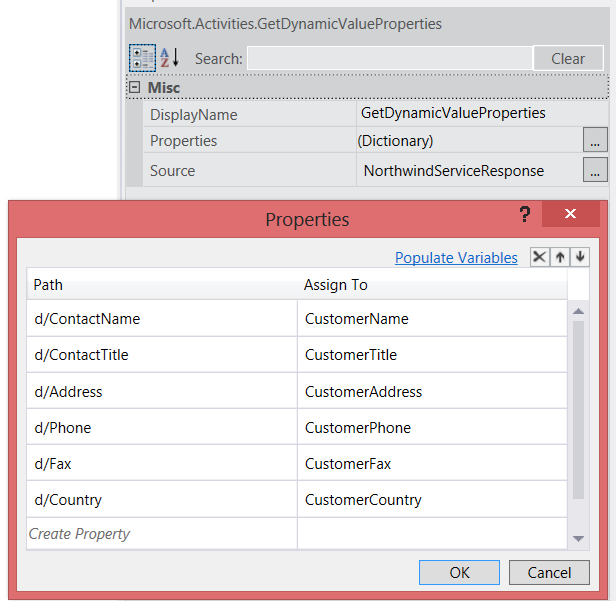 Microsoft.Activities.GetDynamicValueProperties
Search: Clear
Misc
DisplayName GetDynamicValueProperties
Properties (Dictionary) ...
Source NorthwindServiceResponse ...
Properties ?
Populate Variables
Path Assign To
d/ContactName CustomerName
d/ContactTitle CustomerTitle
d/Address CustomerAddress
d/Phone CustomerPhone
d/Fax CustomerFax
d/Country CustomerCountry
Create Property
OK Cancel